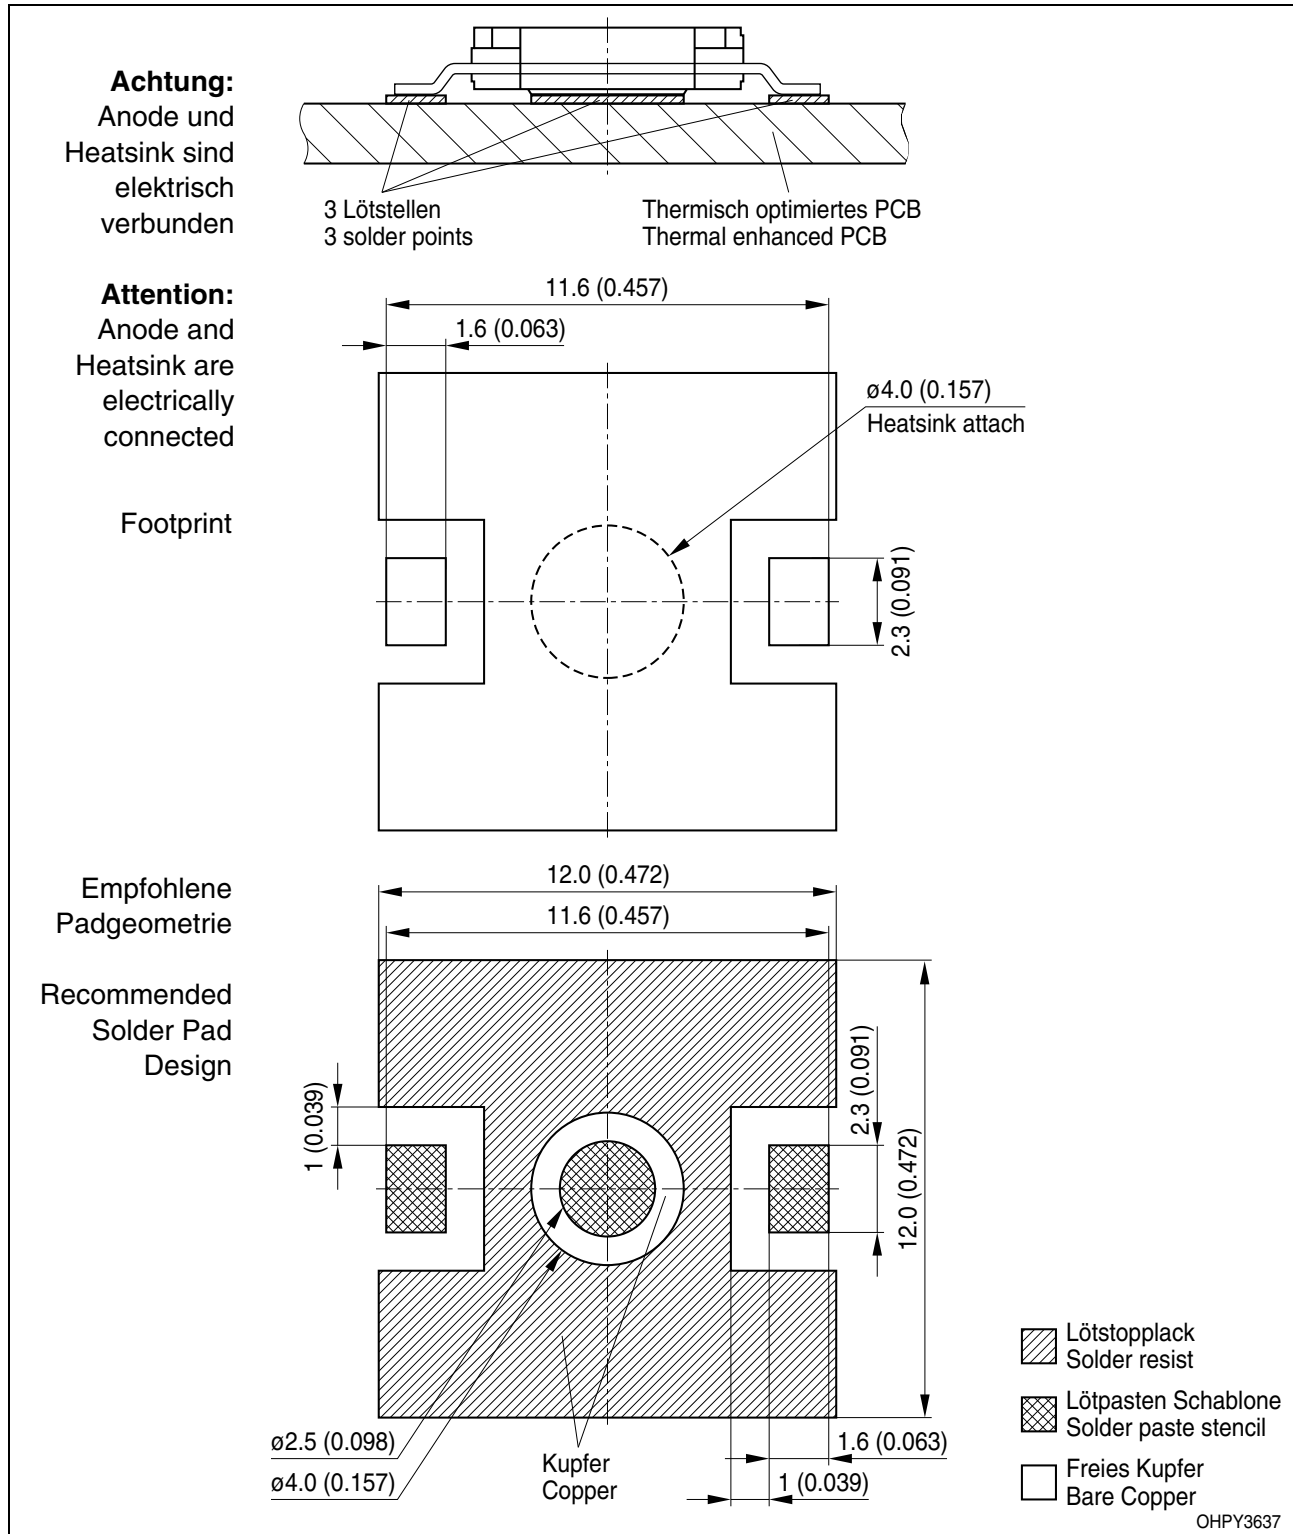 Achtung:
Anode und
Heatsink sind
elektrisch
verbunden
3 Lötstellen
3 solder points
Thermisch optimiertes PCB
Thermal enhanced PCB
Attention:
Anode and
Heatsink are
electrically
connected
Footprint
11.6 (0.457)
1.6 (0.063)
ø4.0 (0.157)
Heatsink attach
2.3 (0.091)
Empfohlene
Padgeometrie
Recommended
Solder Pad
Design
12.0 (0.472)
11.6 (0.457)
1 (0.039)
2.3 (0.091)
12.0 (0.472)
ø2.5 (0.098)
ø4.0 (0.157)
Kupfer
Copper
1.6 (0.063)
1 (0.039)
Lötstopplack
Solder resist
Lötpasten Schablone
Solder paste stencil
Freies Kupfer
Bare Copper
OHPY3637